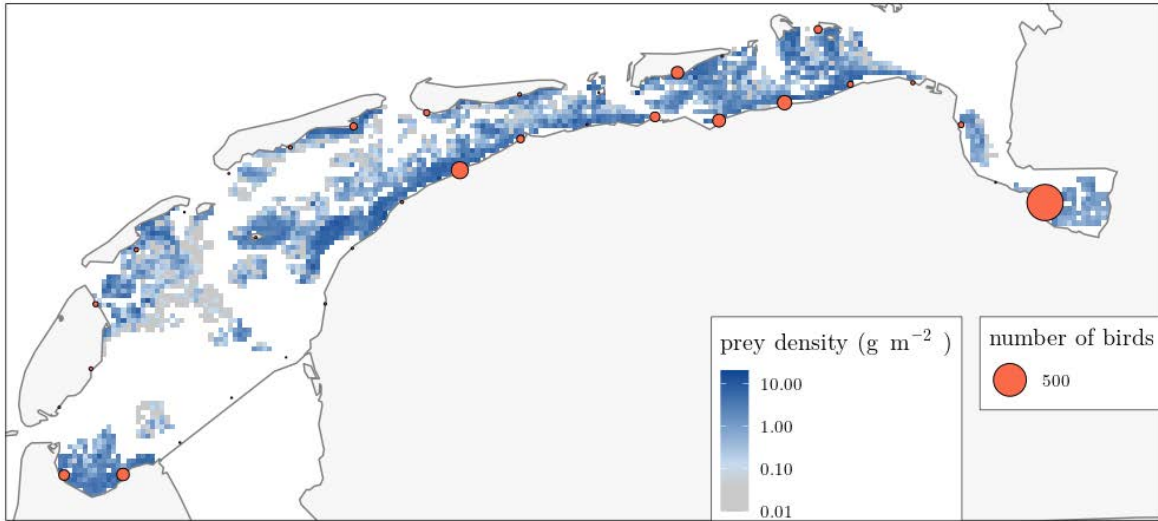 prey density (g m⁻² )
10.00
1.00
0.10
0.01
number of birds
500